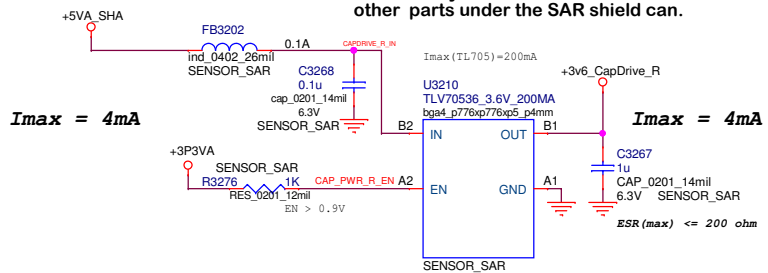 other parts under the SAR shield can.
+5VA_SHA
FB3202
0.1A
CAPDRIVE_R_IN
ind_0402_26mil
SENSOR_SAR
Imax(TL705)=200mA
+3v6_CapDrive_R
C3268
0.1u
cap_0201_14mil
6.3V
SENSOR_SAR
U3210
TLV70536_3.6V_200MA
bga4_p776xp776xp5_p4mm
Imax = 4mA
B2
IN
OUT
B1
Imax = 4mA
+3P3VA
SENSOR_SAR
R3276
1K
CAP_PWR_R_EN
A2
EN
GND
A1
RES_0201_12mil
EN > 0.9V
C3267
1u
CAP_0201_14mil
6.3V SENSOR_SAR
ESR(max) <= 200 ohm
SENSOR_SAR